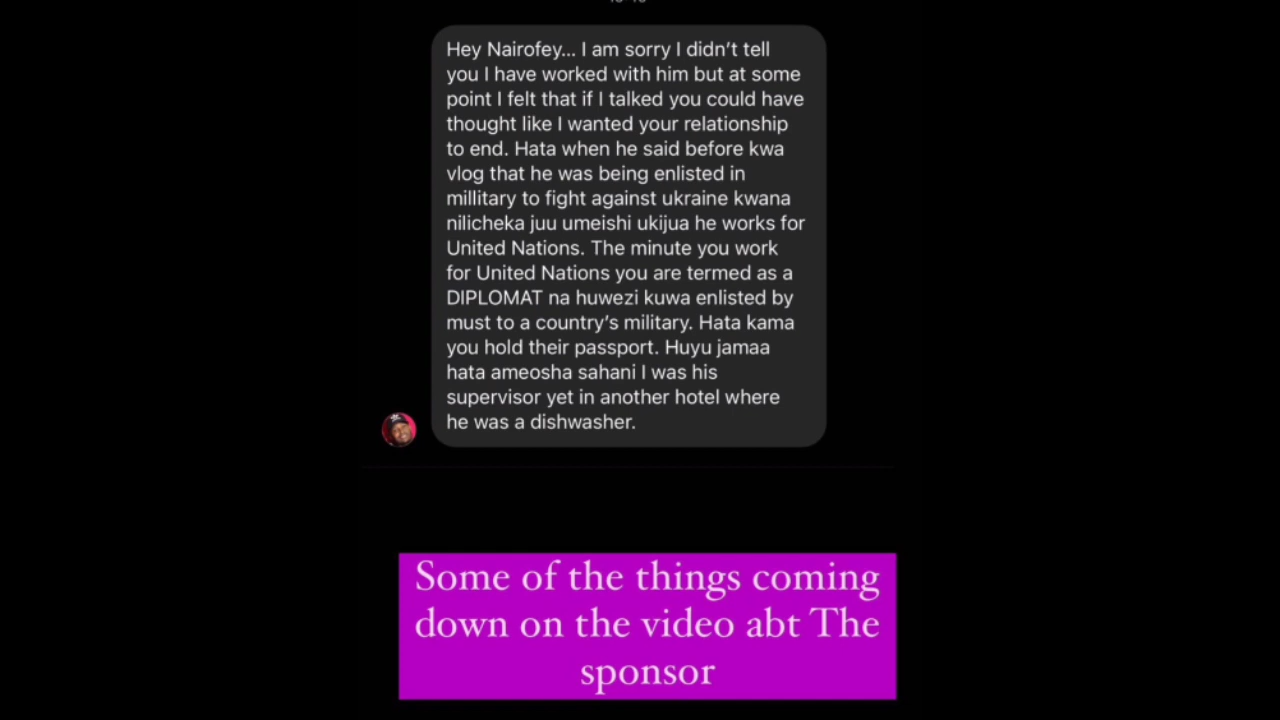 Hey Nairofey... I am sorry I didn't tell
you I have worked with him but at some
point I felt that if I talked you could have
thought like I wanted your relationship
to end. Hata when he said before kwa
vlog that he was being enlisted in
millitary to fight against ukraine kwana
nilicheka juu umeishi ukijua he works for
United Nations. The minute you work
for United Nations you are termed as a
DIPLOMAT na huwezi kuwa enlisted by
must to a country's military. Hata kama
you hold their passport. Huyu jamaa
hata ameosha sahani I was his
supervisor yet in another hotel where
he was a dishwasher.
Some of the things coming
down on the video abt The
sponsor